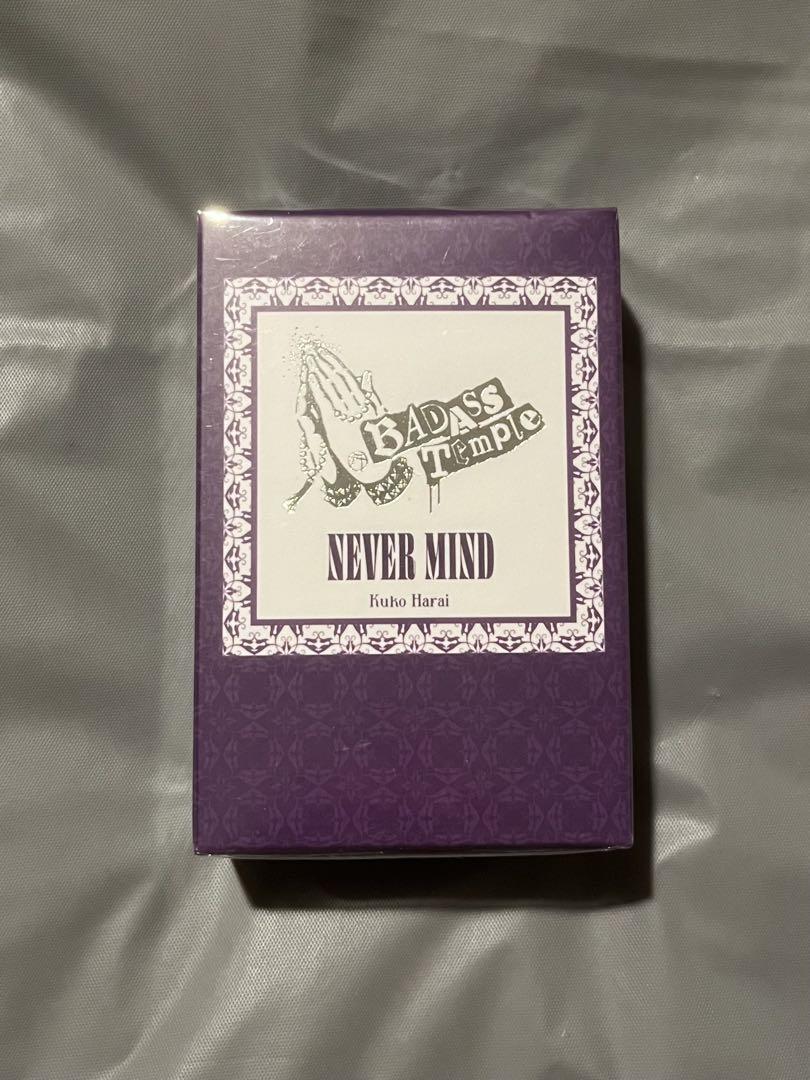 BADASS
Temple
NEVER MIND
Kuko Harai